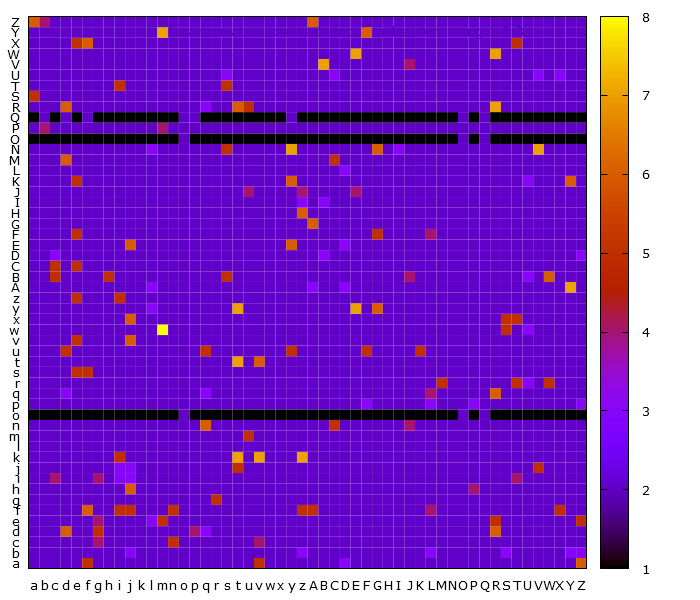 Z
Y
X
W
V
U
T
S
R
Q
P
O
N
M
L
K
J
I
H
G
F
E
D
C
B
A
z
y
x
w
v
u
t
s
r
q
p
o
n
m
l
k
j
i
h
g
f
e
d
c
b
a
a b c d e f g h i j k l m n o p q r s t u v w x y z A B C D E F G H I J K L M N O P Q R S T U V W X Y Z
8
7
6
5
4
3
2
1